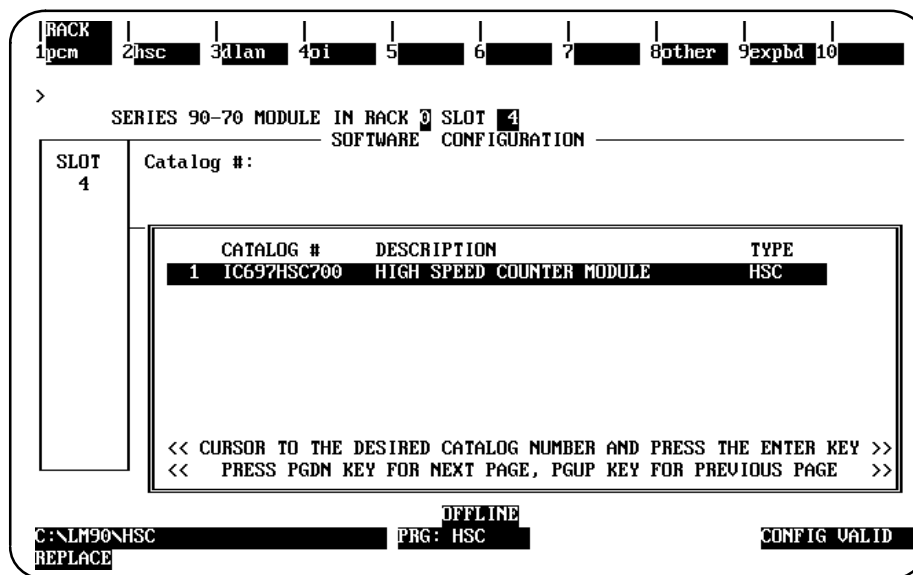 RACK
1pcm 2hsc 3dlan 4oi 5 6 7 8other 9expbd 10
>
SERIES 90-70 MODULE IN RACK 0 SLOT 4
SOFTWARE CONFIGURATION
SLOT Catalog #:
4
CATALOG # DESCRIPTION TYPE
1 IC697HSC700 HIGH SPEED COUNTER MODULE HSC
<< CURSOR TO THE DESIRED CATALOG NUMBER AND PRESS THE ENTER KEY >>
<< PRESS PGDN KEY FOR NEXT PAGE, PGUP KEY FOR PREVIOUS PAGE >>
OFFLINE
C:\LM90\HSC PRG: HSC CONFIG VALID
REPLACE